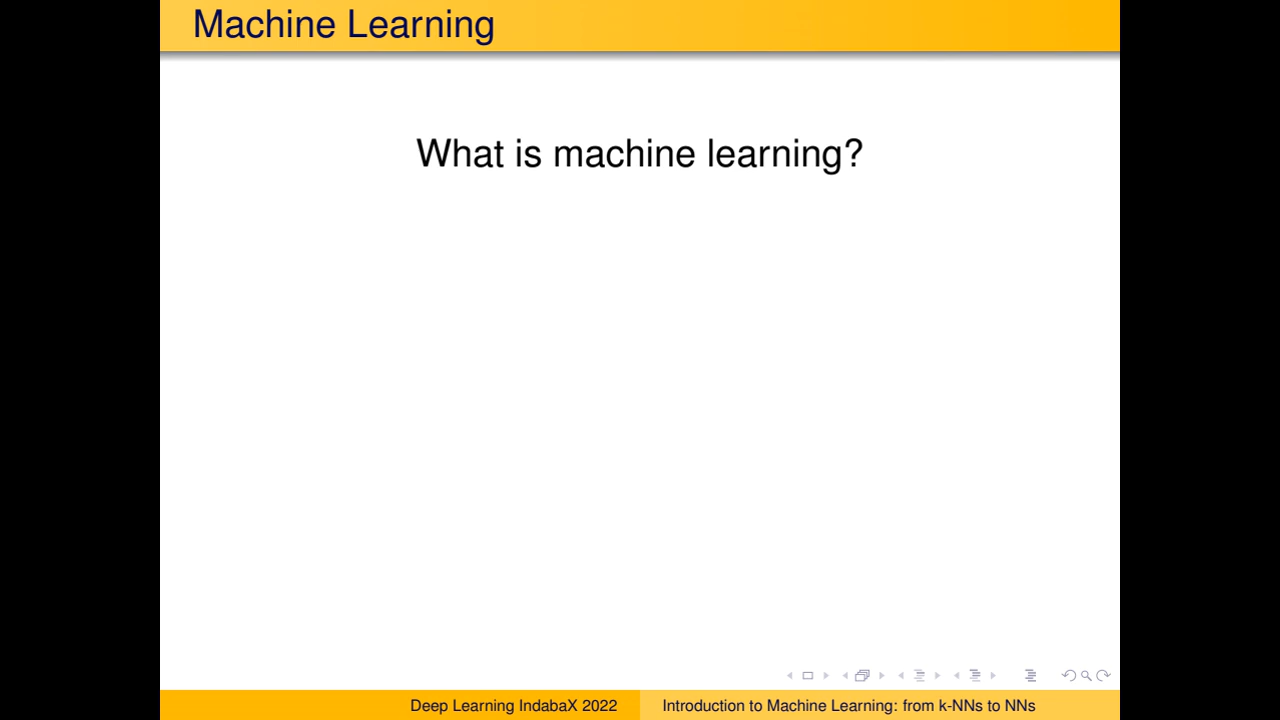 Machine Learning
What is machine learning?
Deep Learning IndabaX 2022
Introduction to Machine Learning: from k-NNs to NNs